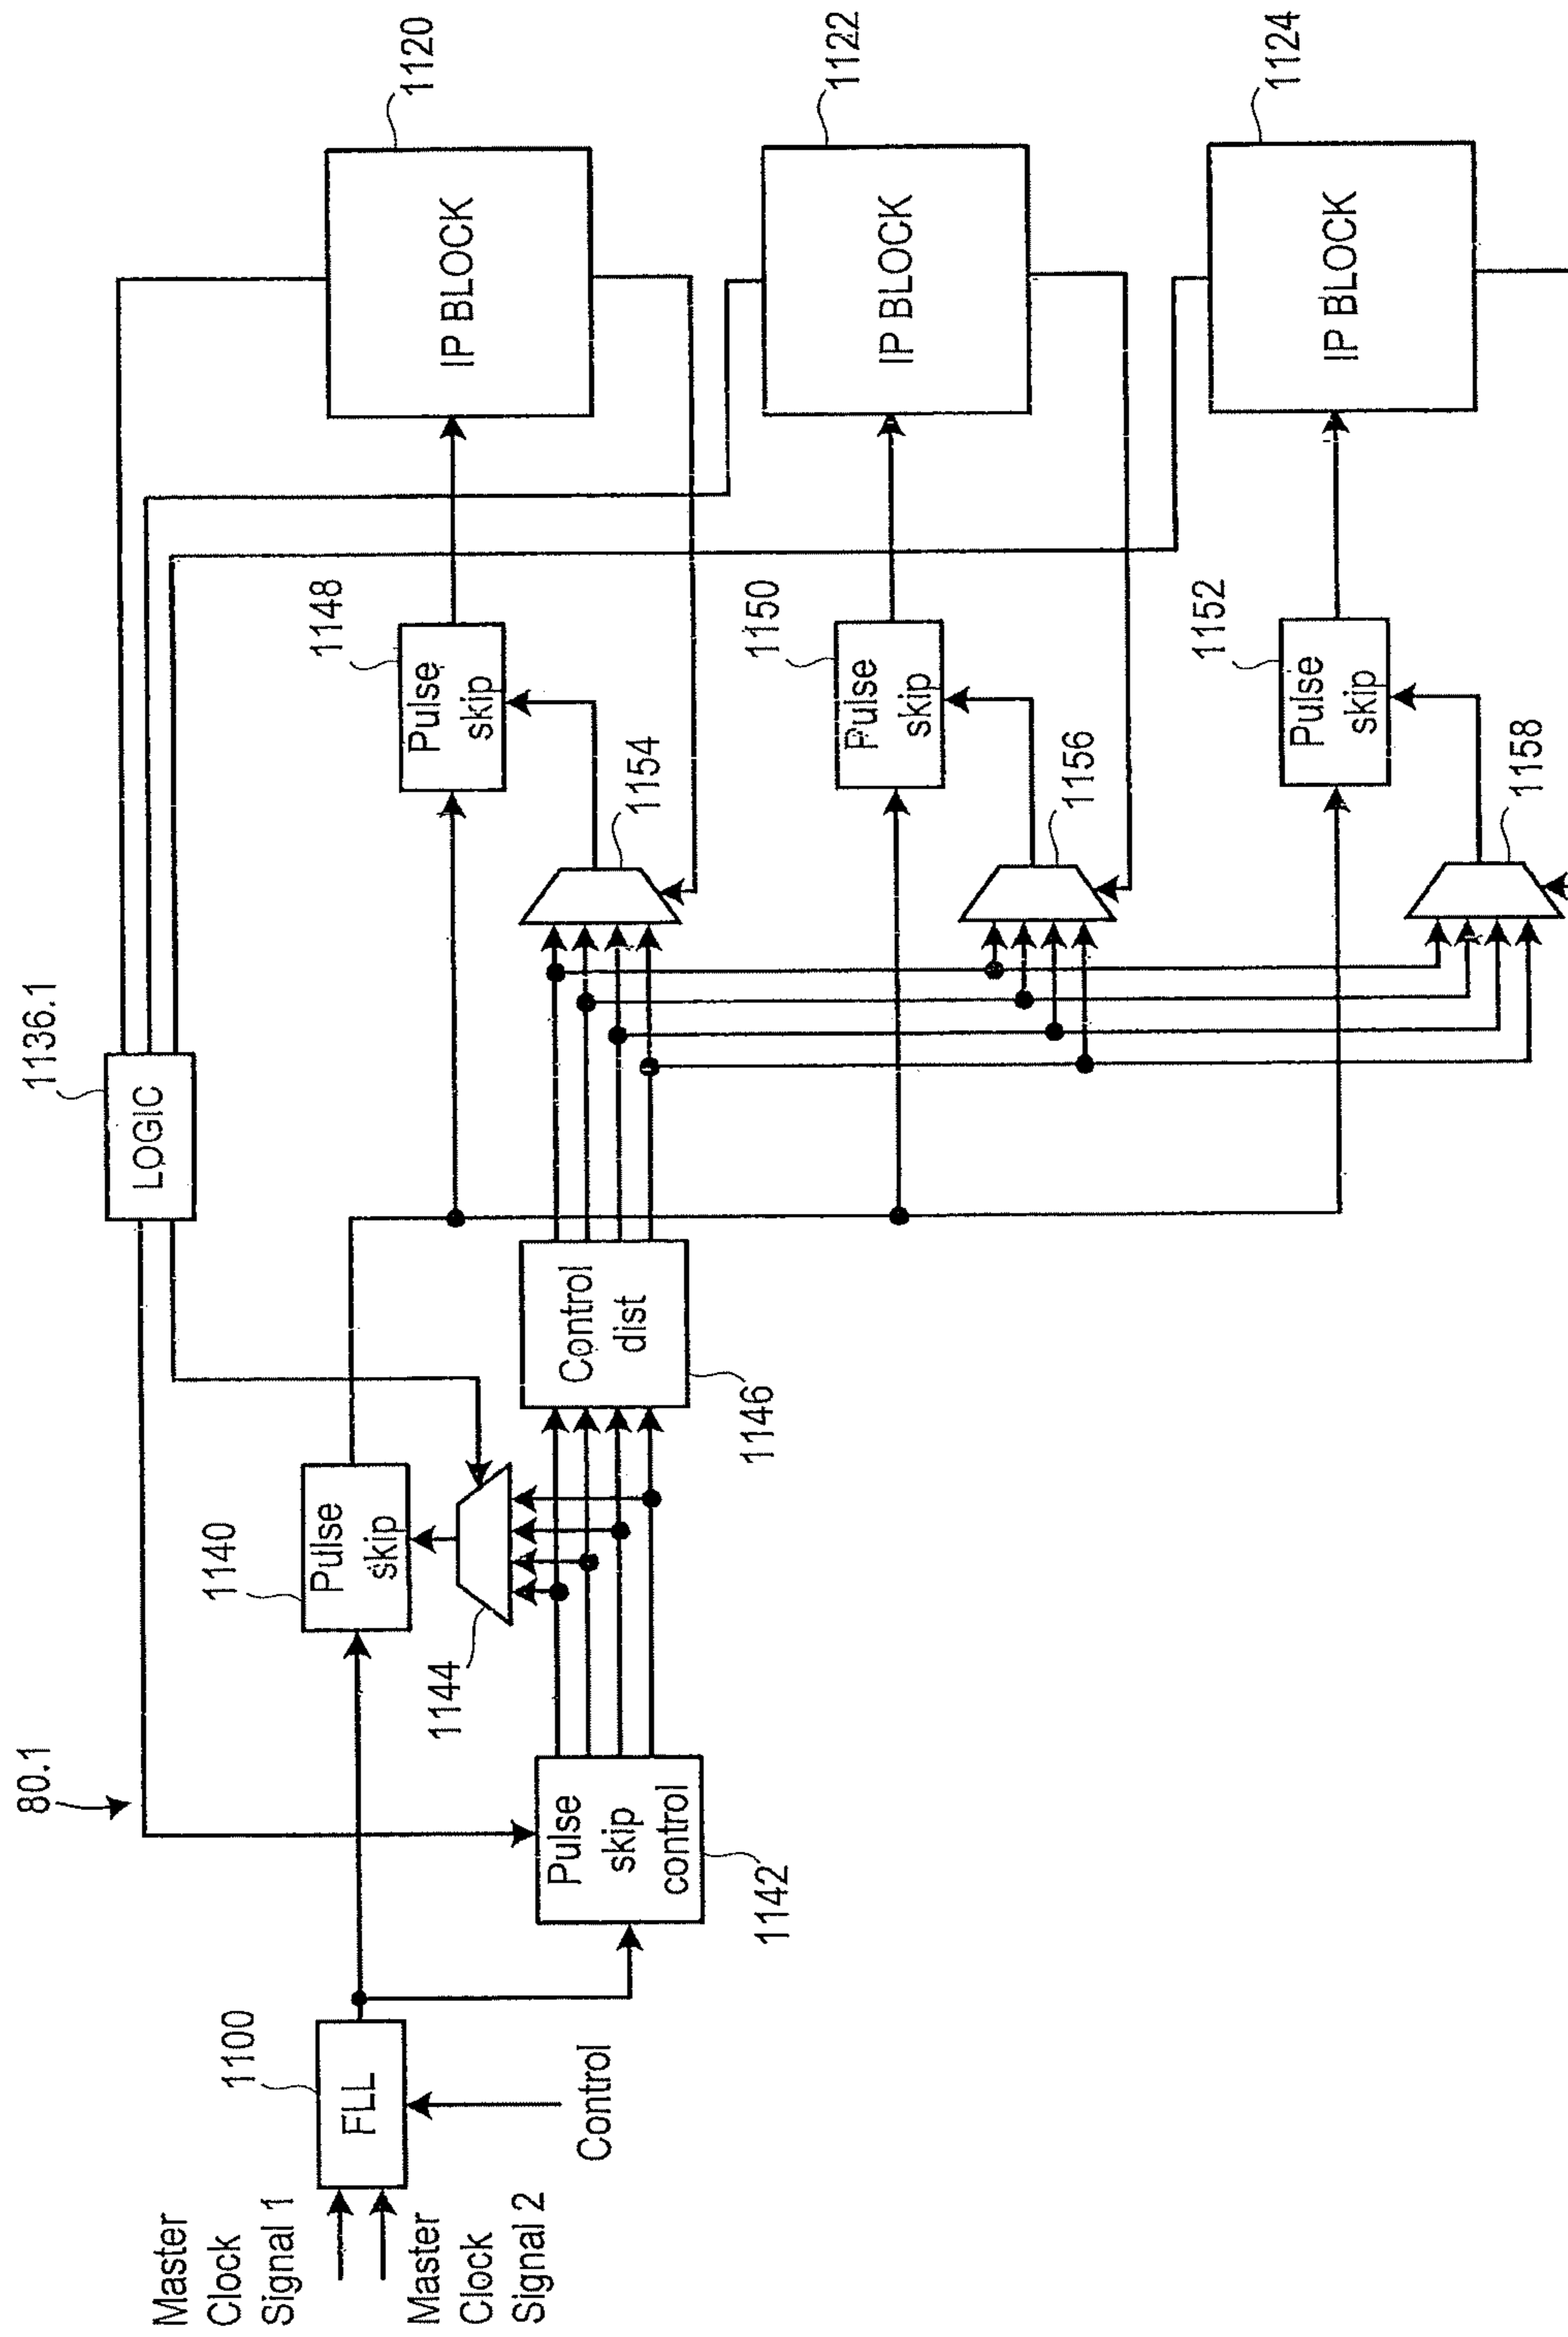 80.1
Master
Clock
Signal 1
Master
Clock
Signal 2
FLL
1100
Control
Pulse
skip
control
1142
Pulse
skip
1140
1144
Control
dist
1146
LOGIC
1136.1
Pulse
skip
1148
1154
IP BLOCK
1120
Pulse
skip
1150
1156
IP BLOCK
1122
Pulse
skip
1152
1158
IP BLOCK
1124